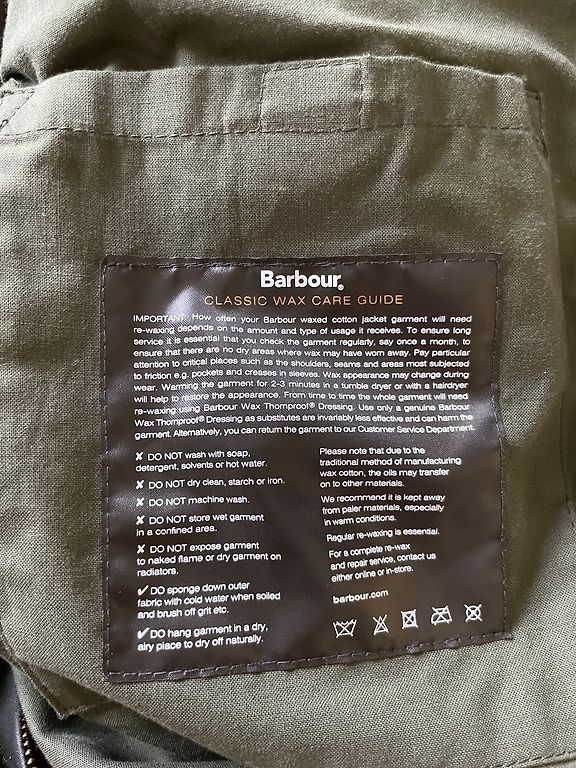 Barbour®
CLASSIC WAX CARE GUIDE
IMPORTANT: How often your Barbour waxed cotton jacket garment will need
re-waxing depends on the amount and type of usage it receives. To ensure long
service it is essential that you check the garment regularly, say once a month, to
ensure that there are no dry areas where wax may have worn away. Pay particular
attention to critical places such as the shoulders, seams and areas most subjected
to friction e.g. pockets and creases in sleeves. Wax appearance may change during
wear. Warming the garment for 2-3 minutes in a tumble dryer or with a hairdryer
will help to restore the appearance. From time to time the whole garment will need
re-waxing using Barbour Wax Thornproof® Dressing. Use only a genuine Barbour
Wax Thornproof® Dressing as substitutes are invariably less effective and can harm the
garment. Alternatively, you can return the garment to our Customer Service Department.
✘ DO NOT wash with soap,
detergent, solvents or hot water.
✘ DO NOT dry clean, starch or iron.
✘ DO NOT machine wash.
✘ DO NOT store wet garment
in a confined area.
✘ DO NOT expose garment
to naked flame or dry garment on
radiators.
✔ DO sponge down outer
fabric with cold water when soiled
and brush off grit etc.
✔ DO hang garment in a dry,
airy place to dry off naturally.
Please note that due to the
traditional method of manufacturing
wax cotton, the oils may transfer
on to other materials.
We recommend it is kept away
from paler materials, especially
in warm conditions.
Regular re-waxing is essential.
For a complete re-wax
and repair service, contact us
either online or in-store.
barbour.com